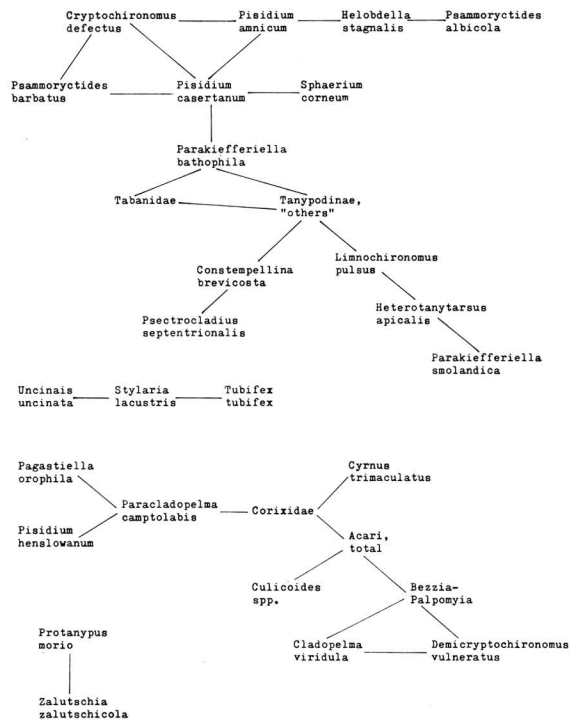 Cryptochironomus
defectus
Pisidium
amnicum
Helobdella
stagnalis
Psammoryctides
albicola
Psammoryctides
barbatus
Pisidium
casertanum
Sphaerium
corneum
Parakiefferiella
bathophila
Tabanidae
Tanypodinae,
"others"
Constempellina
brevicosta
Limnochironomus
pulsus
Psectrocladius
septentrionalis
Heterotanytarsus
apicalis
Parakiefferiella
smolandica
Uncinais
uncinata
Stylaria
lacustris
Tubifex
tubifex
Pagastiella
orophila
Cyrnus
trimaculatus
Paracladopelma
camptolabis
Corixidae
Pisidium
henslowanum
Acari,
total
Culicoides
spp.
Bezzia-
Palpomyia
Protanypus
morio
Cladopelma
viridula
Demicryptochironomus
vulneratus
Zalutschia
zalutschicola